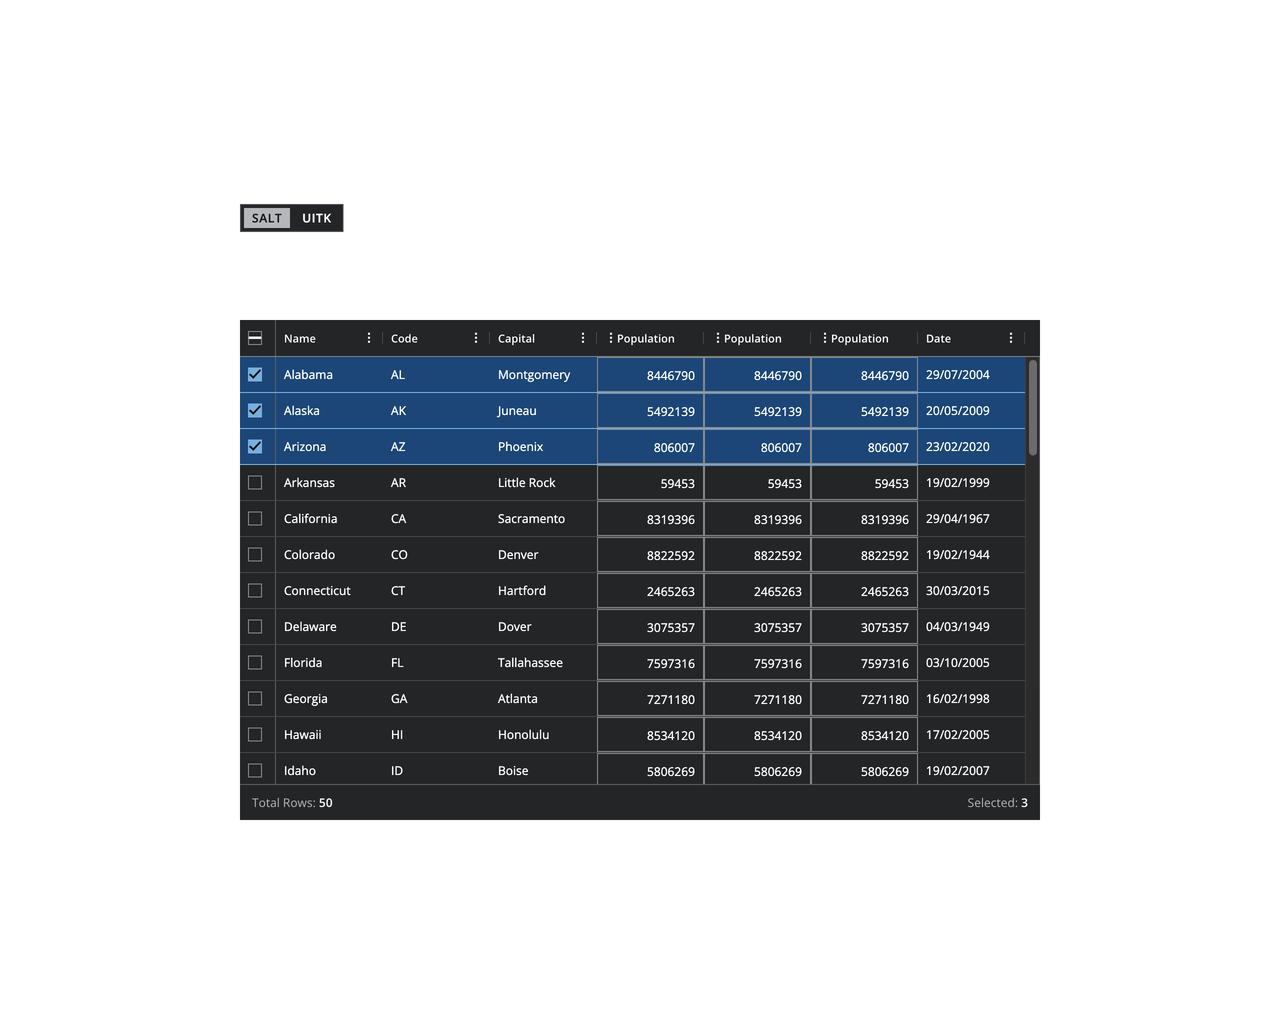 SALT UITK
Name Code Capital Population Population Population Date
Alabama AL Montgomery 8446790 8446790 8446790 29/07/2004
Alaska AK Juneau 5492139 5492139 5492139 20/05/2009
Arizona AZ Phoenix 806007 806007 806007 23/02/2020
Arkansas AR Little Rock 59453 59453 59453 19/02/1999
California CA Sacramento 8319396 8319396 8319396 29/04/1967
Colorado CO Denver 8822592 8822592 8822592 19/02/1944
Connecticut CT Hartford 2465263 2465263 2465263 30/03/2015
Delaware DE Dover 3075357 3075357 3075357 04/03/1949
Florida FL Tallahassee 7597316 7597316 7597316 03/10/2005
Georgia GA Atlanta 7271180 7271180 7271180 16/02/1998
Hawaii HI Honolulu 8534120 8534120 8534120 17/02/2005
Idaho ID Boise 5806269 5806269 5806269 19/02/2007
Total Rows: 50 Selected: 3